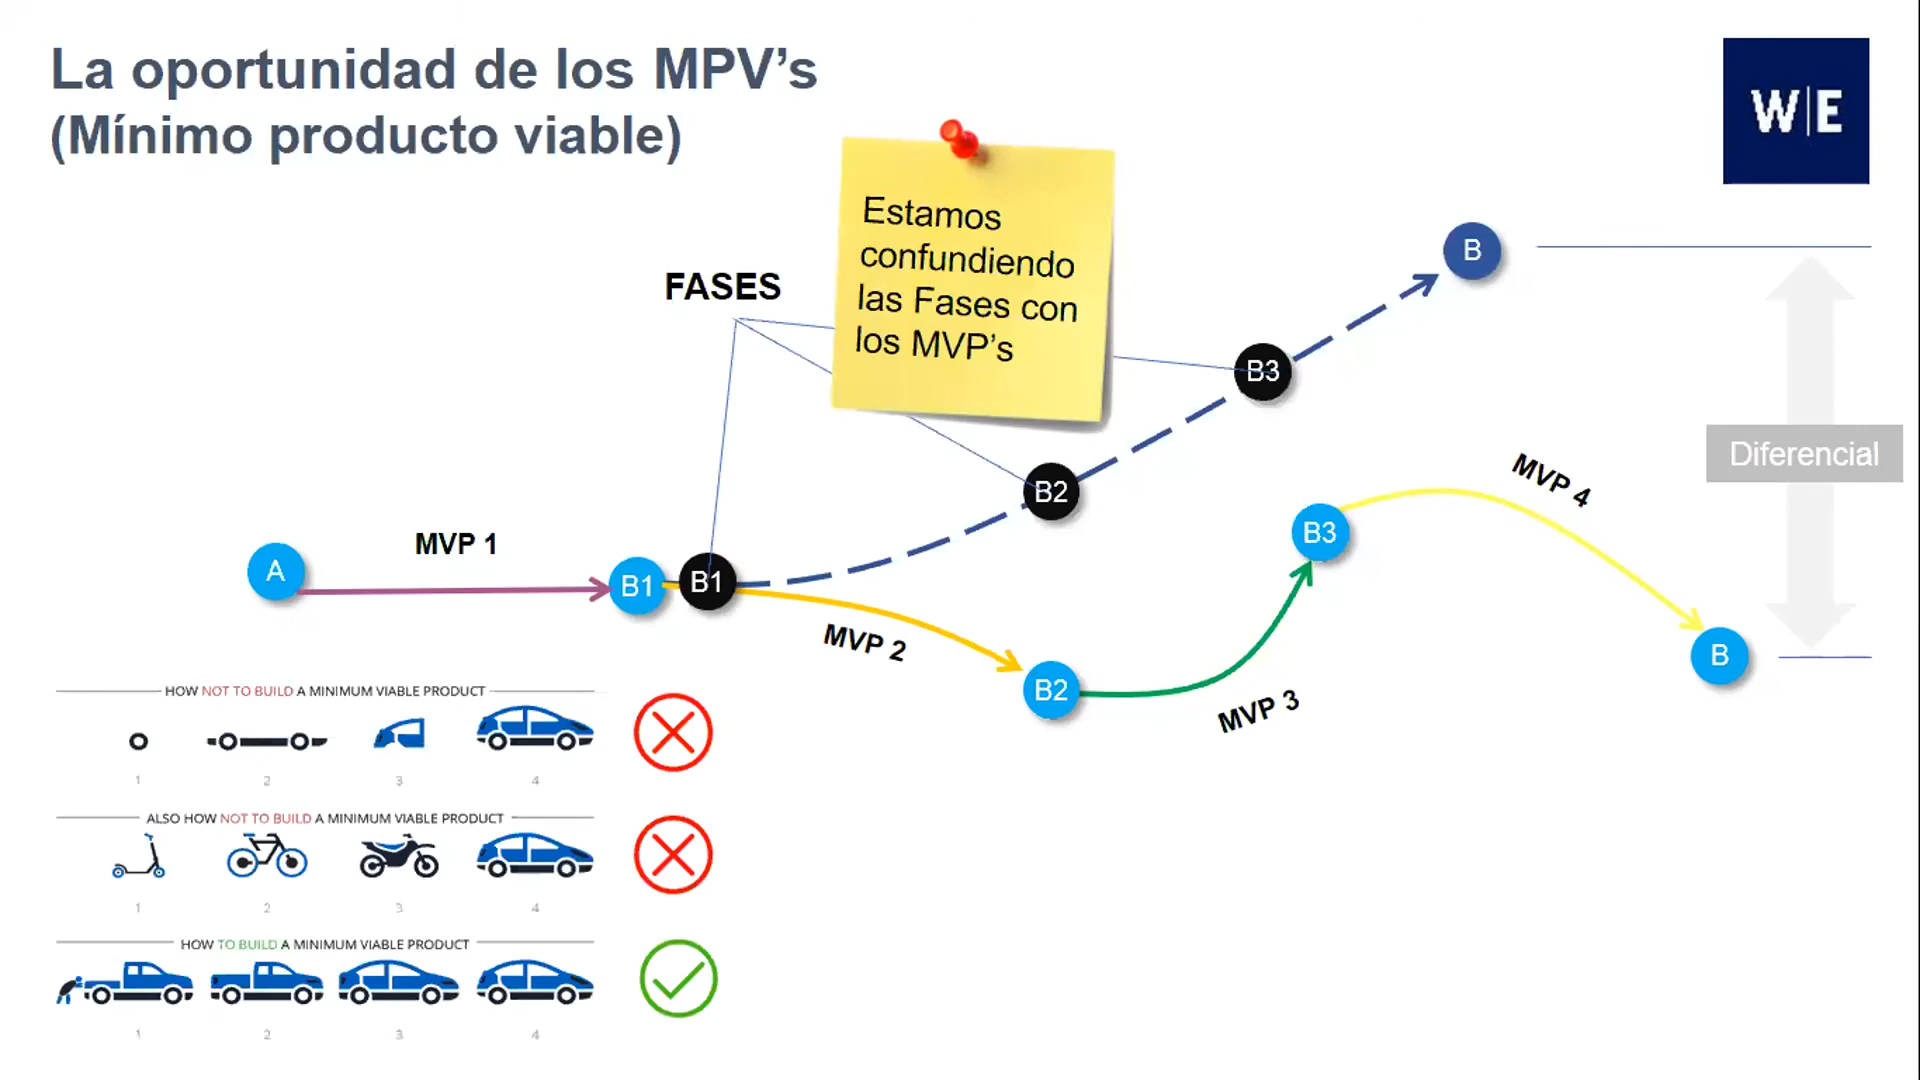 La oportunidad de los MPV’s
(Mínimo producto viable)
W|E
Estamos
confundiendo
las Fases con
los MVP’s
FASES
B
B3
Diferencial
MVP 4
B2
B3
MVP 1
A
B1
B1
MVP 2
B
B2
MVP 3
HOW NOT TO BUILD A MINIMUM VIABLE PRODUCT
1 2 3 4
ALSO HOW NOT TO BUILD A MINIMUM VIABLE PRODUCT
1 2 3 4
HOW TO BUILD A MINIMUM VIABLE PRODUCT
1 2 3 4